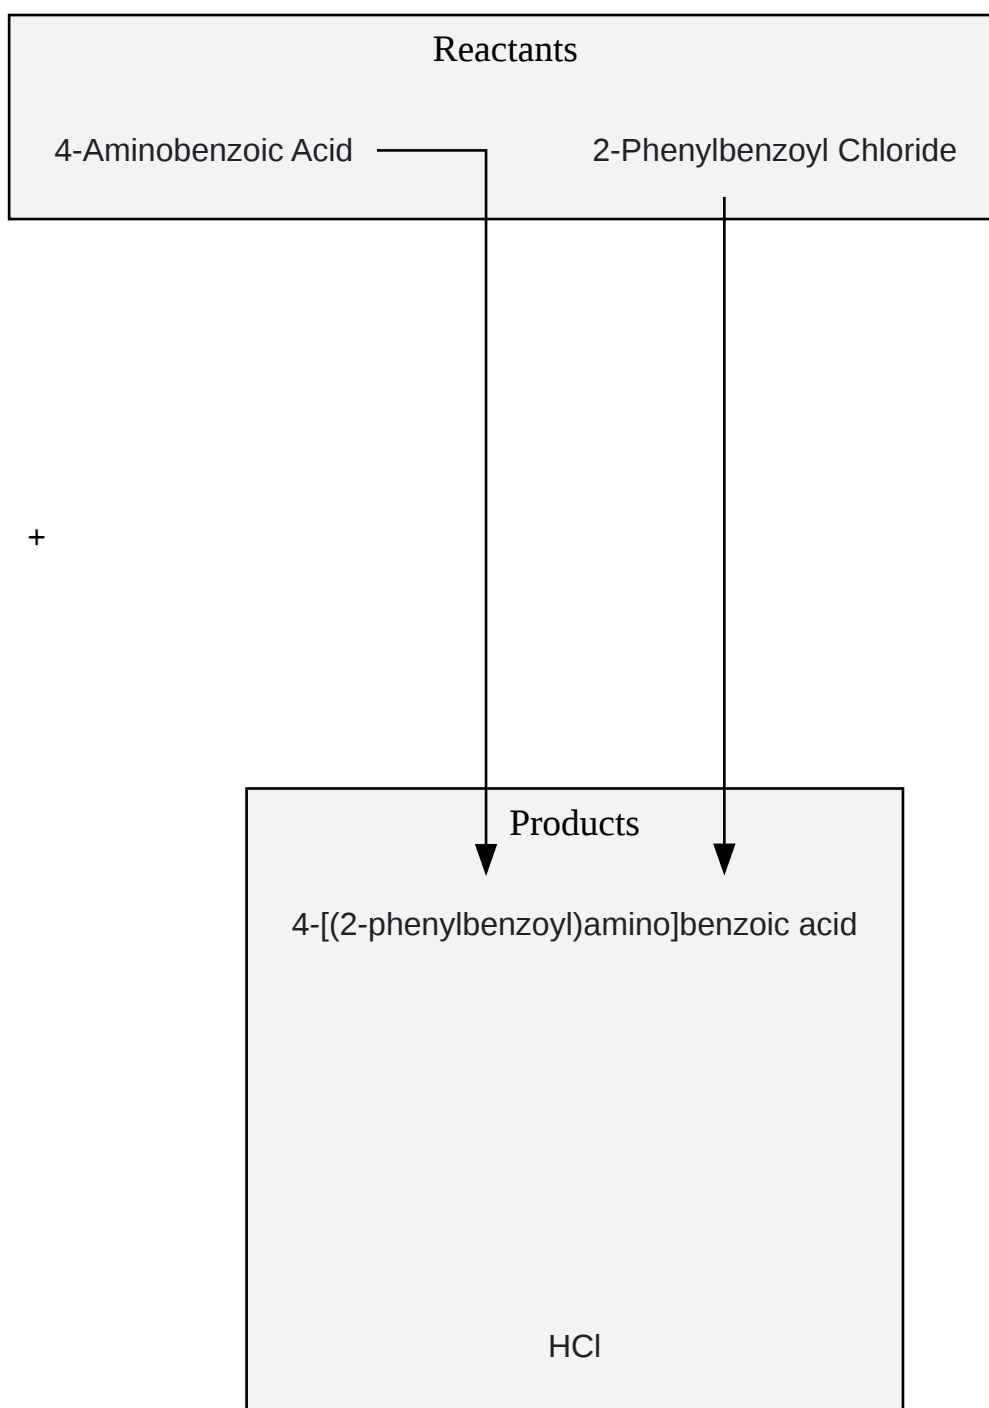 Reactants
4-Aminobenzoic Acid
2-Phenylbenzoyl Chloride
+
Products
4-[(2-phenylbenzoyl)amino]benzoic acid
HCl